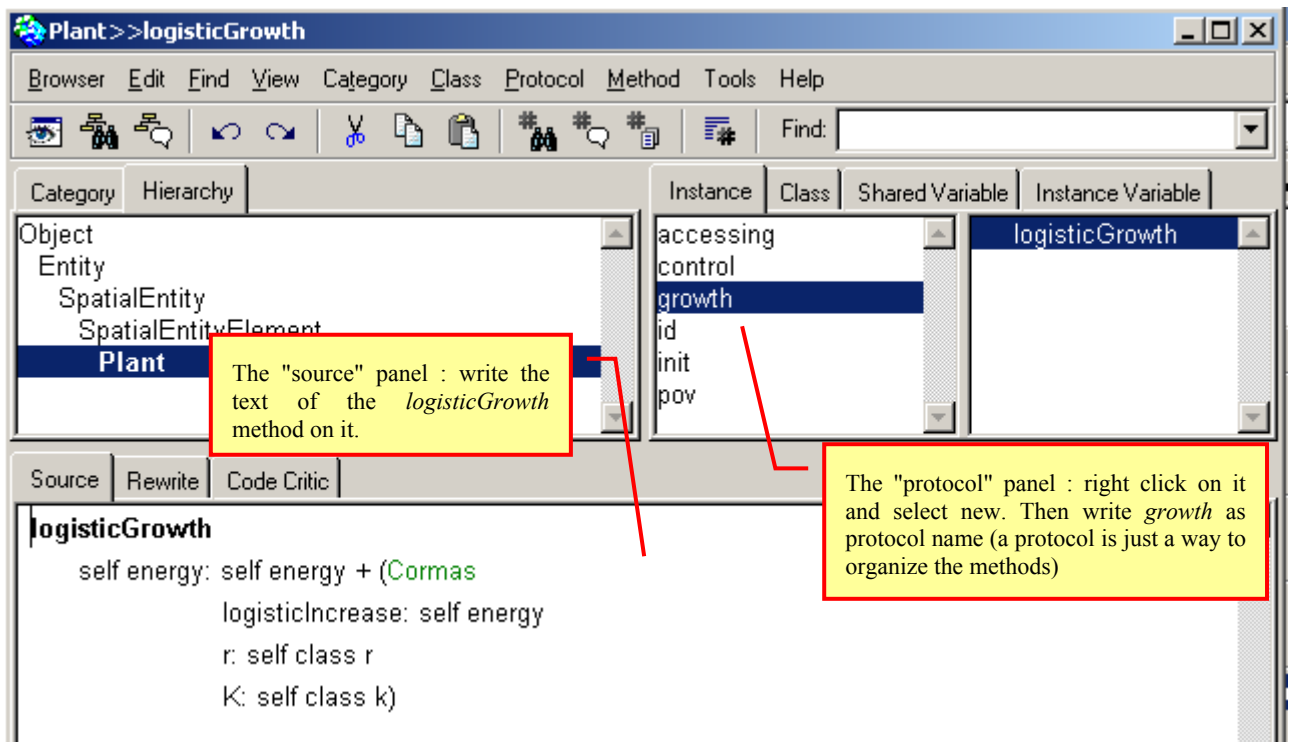 Plant>>logisticGrowth
Browser Edit Find View Category Class Protocol Method Tools Help
Find:
Category Hierarchy
Instance Class Shared Variable Instance Variable
Object
Entity
SpatialEntity
SpatialEntityElement
Plant
accessing
control
growth
id
init
pov
logisticGrowth
The "source" panel : write the
text of the logisticGrowth
method on it.
The "protocol" panel : right click on it
and select new. Then write growth as
protocol name (a protocol is just a way to
organize the methods)
Source Rewrite Code Critic
logisticGrowth
self energy: self energy + (Cormas
logisticIncrease: self energy
r: self class r
K: self class k)